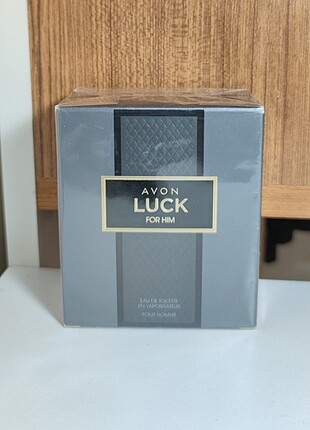 AVON
LUCK
FOR HIM
EAU DE TOILETTE
EN VAPORISATEUR
POUR HOMME